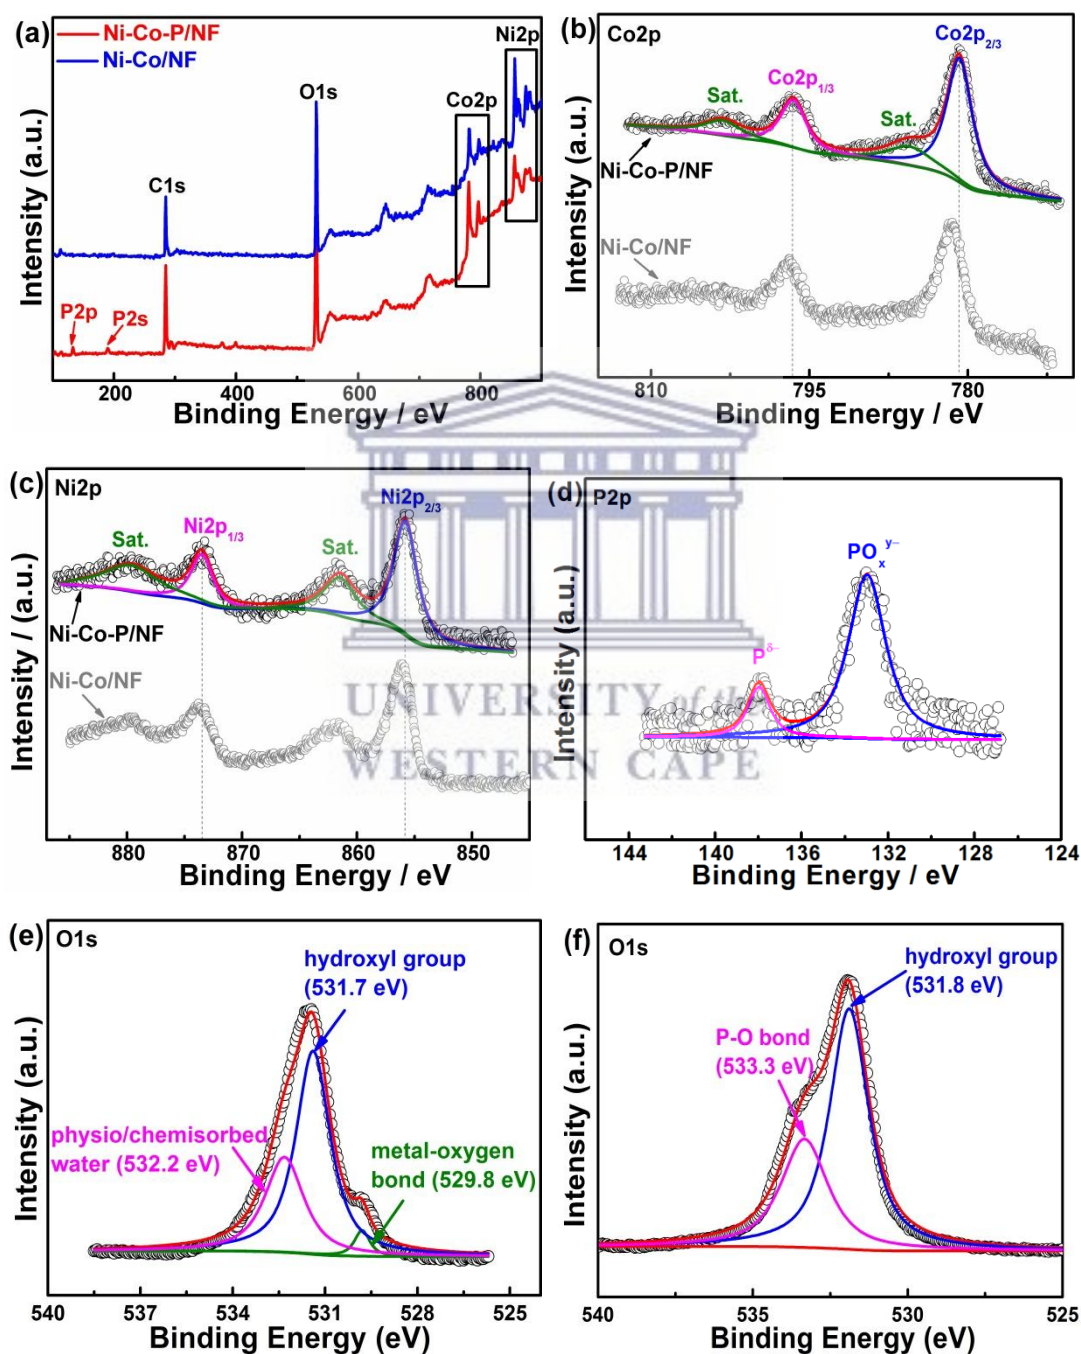 (a)
Ni-Co-P/NF
Ni-Co/NF
Ni2p
O1s
Co2p
C1s
P2p
P2s
Intensity (a.u.)
200 400 600 800
Binding Energy / eV
(b)
Co2p
Co2p2/3
Co2p1/3
Sat.
Sat.
Ni-Co-P/NF
Ni-Co/NF
Intensity (a.u.)
810 795 780
Binding Energy / eV
(c)
Ni2p
Ni2p2/3
Ni2p1/3
Sat.
Sat.
Ni-Co-P/NF
Ni-Co/NF
Intensity / (a.u.)
880 870 860 850
Binding Energy / eV
(d)
P2p
POxy−
Pδ−
Intensity (a.u.)
144 140 136 132 128 124
Binding Energy / eV
UNIVERSITY of the
WESTERN CAPE
(e)
O1s
hydroxyl group
(531.7 eV)
physio/chemisorbed
water (532.2 eV)
metal-oxygen
bond (529.8 eV)
Intensity (a.u.)
540 537 534 531 528 525
Binding Energy (eV)
(f)
O1s
hydroxyl group
(531.8 eV)
P-O bond
(533.3 eV)
Intensity (a.u.)
540 535 530 525
Binding Energy (eV)